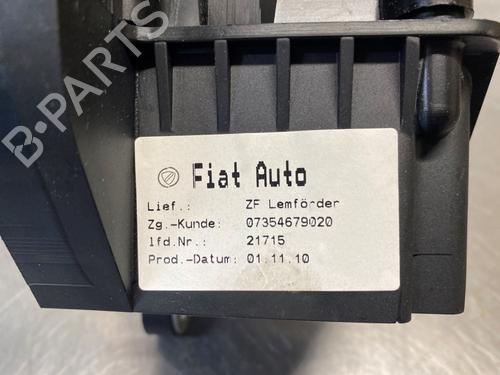 B-PARTS
Fiat Auto
Lief.: ZF Lemförder
Zg.-Kunde: 07354679020
lfd.Nr.: 21715
Prod.-Datum: 01.11.10